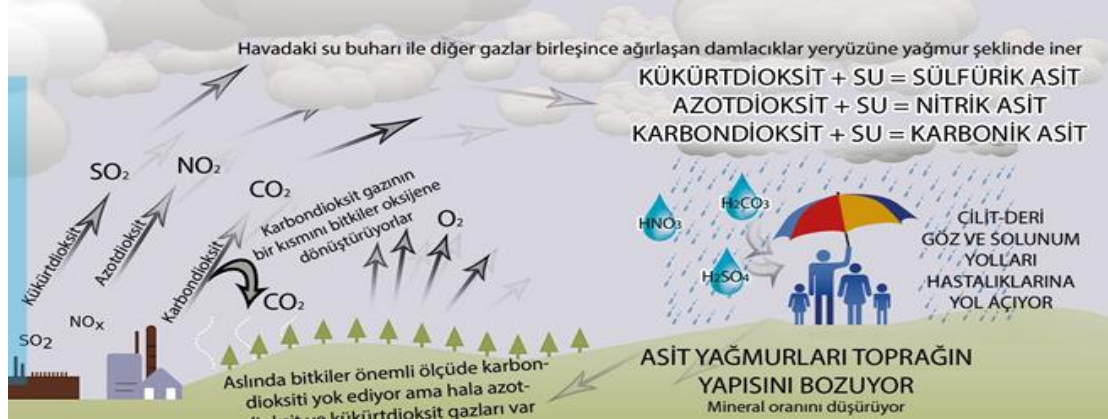 Havadaki su buharı ile diğer gazlar birleşince ağırlaşan damlacıklar yeryüzüne yağmur şeklinde iner
KÜKÜRTDİOKSİT + SU = SÜLFÜRİK ASİT
AZOTDİOKSİT + SU = NİTRİK ASİT
KARBONDİOKSİT + SU = KARBONİK ASİT
SO₂
NO₂
CO₂
Kükürtdioksit
Azotdioksit
Karbondioksit
Karbondioksit gazının
bir kısmını bitkiler oksijene
dönüştürüyorlar
O₂
CO₂
SO₂
NOₓ
HNO₃
H₂CO₃
H₂SO₄
CİLİT-DERİ
GÖZ VE SOLUNUM
YOLLARI
HASTALIKLARINA
YOL AÇIYOR
Aslında bitkiler önemli ölçüde karbon-
dioksiti yok ediyor ama hala azot-
dioksit ve kükürtdioksit gazları var
ASİT YAĞMURLARI TOPRAĞIN
YAPISINI BOZUYOR
Mineral oranını düşürüyor